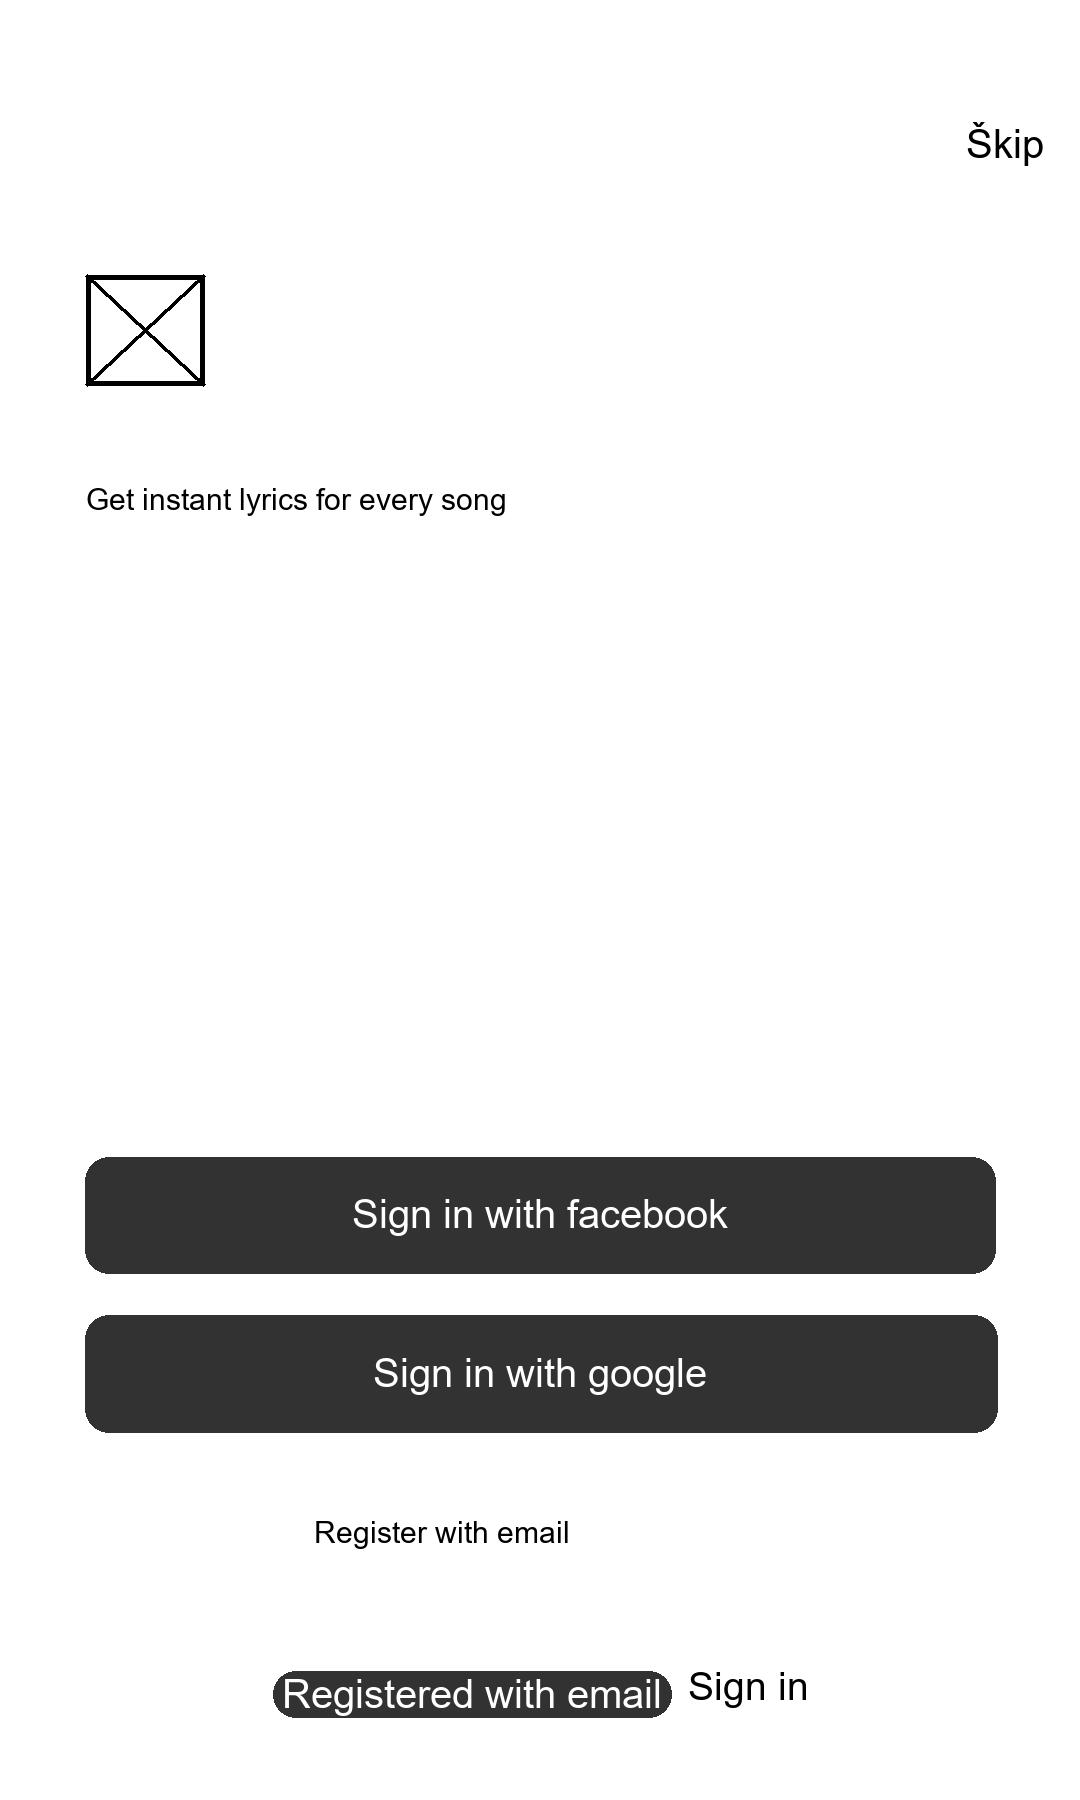 Škip
Get instant lyrics for every song
Sign in with facebook
Sign in with google
Register with email
Registered with email Sign in